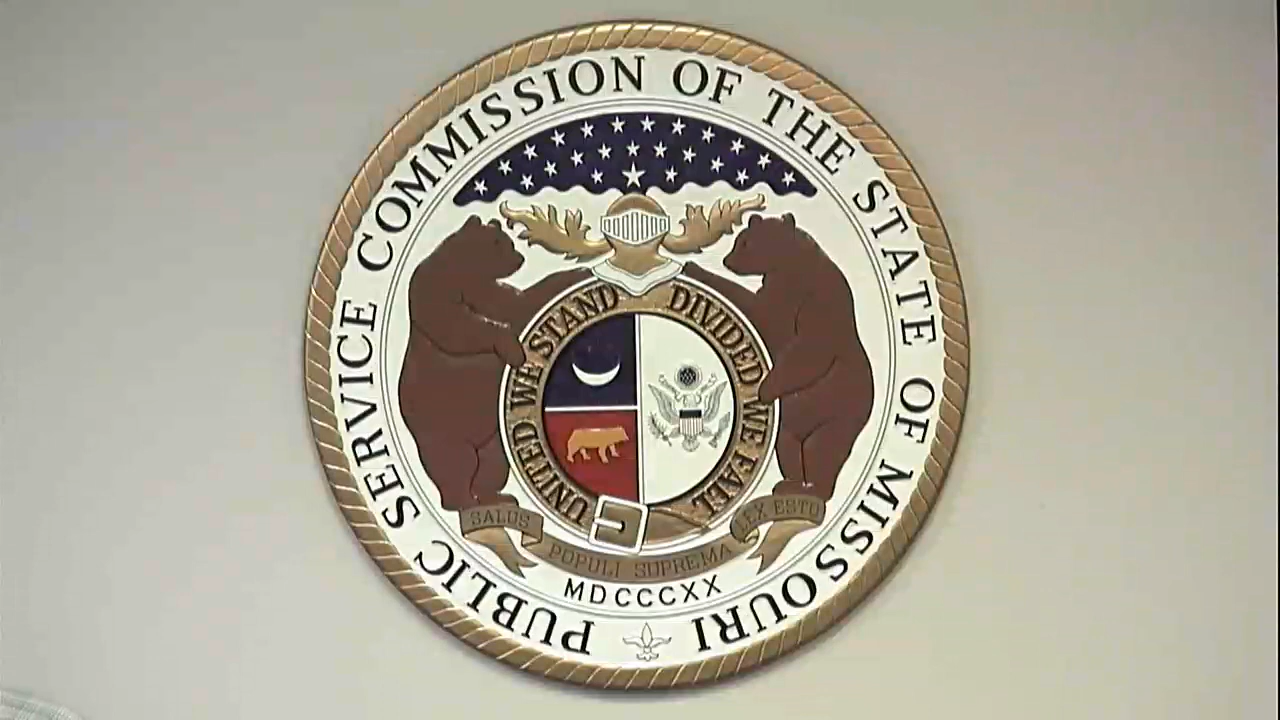 PUBLIC SERVICE COMMISSION OF THE STATE OF MISSOURI
UNITED WE STAND DIVIDED WE FALL
SALUS POPULI SUPREMA LEX ESTO
MDCCCXX